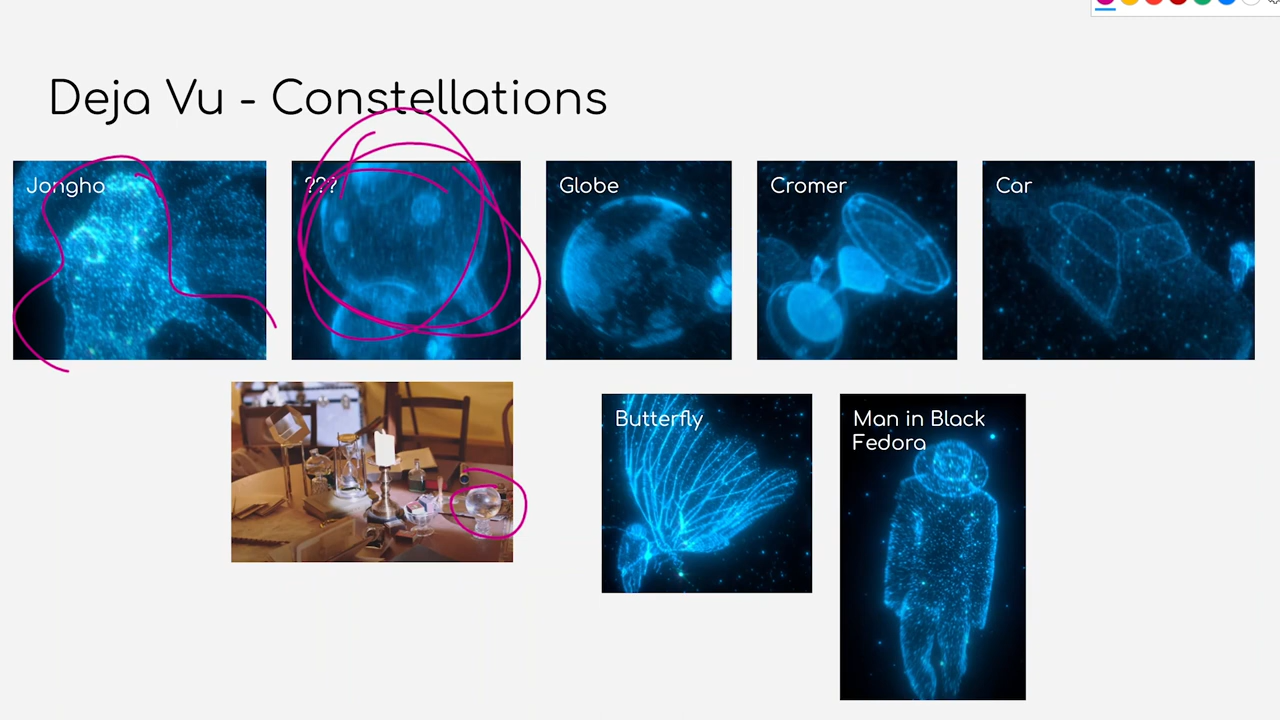 Deja Vu - Constellations
Jongho
???
Globe
Cromer
Car
Butterfly
Man in Black
Fedora